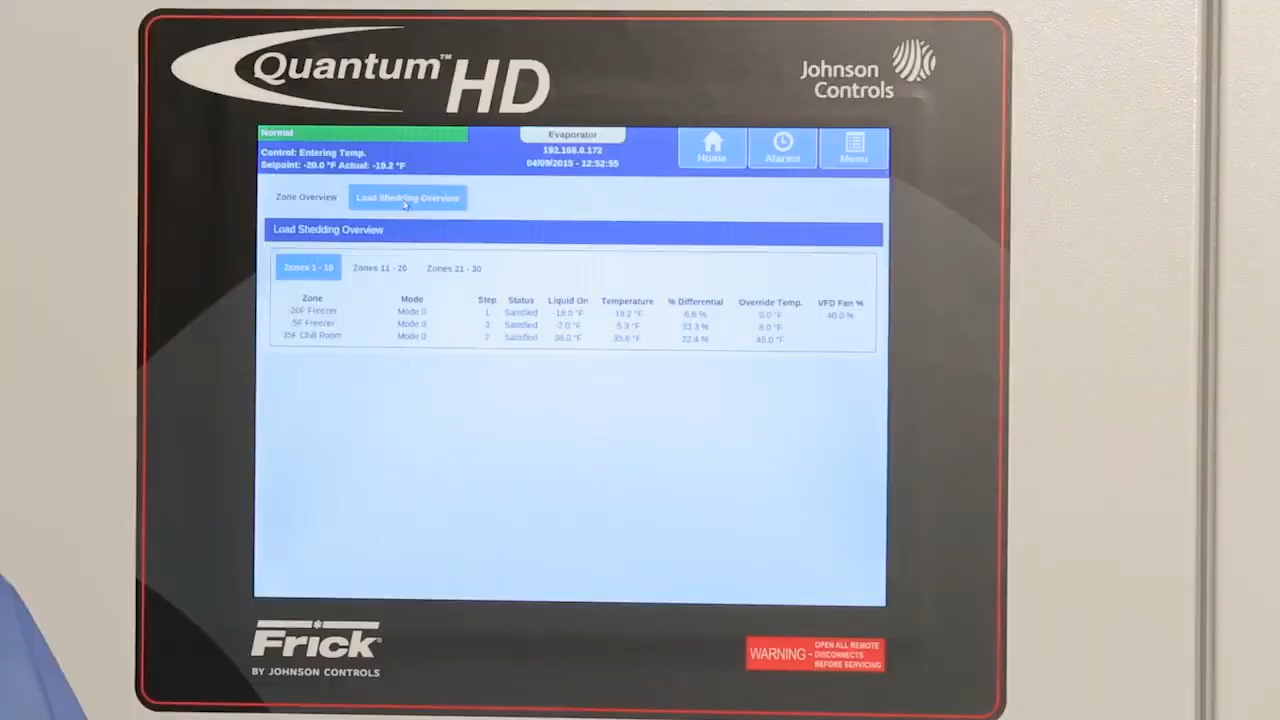 Quantum™ HD
Johnson
Controls
Normal
Control: Entering Temp.
Setpoint: -20.0 °F Actual: -19.2 °F
Evaporator
192.168.0.172
04/09/2015 - 12:52:55
Home
Alarms
Menu
Zone Overview
Load Shedding Overview
Load Shedding Overview
Zones 1 - 10
Zones 11 - 20
Zones 21 - 30
Zone Mode Step Status Liquid On Temperature % Differential Override Temp. VFD Fan %
-20F Freezer Mode 0 1 Satisfied -18.0 °F -19.2 °F 6.6 % 0.0 °F 40.0 %
5F Freezer Mode 0 3 Satisfied -2.0 °F 5.3 °F 33.3 % 8.0 °F
35F Chill Room Mode 0 2 Satisfied 38.0 °F 35.8 °F 22.4 % 48.0 °F
Frick®
BY JOHNSON CONTROLS
WARNING - OPEN ALL REMOTE
DISCONNECTS
BEFORE SERVICING